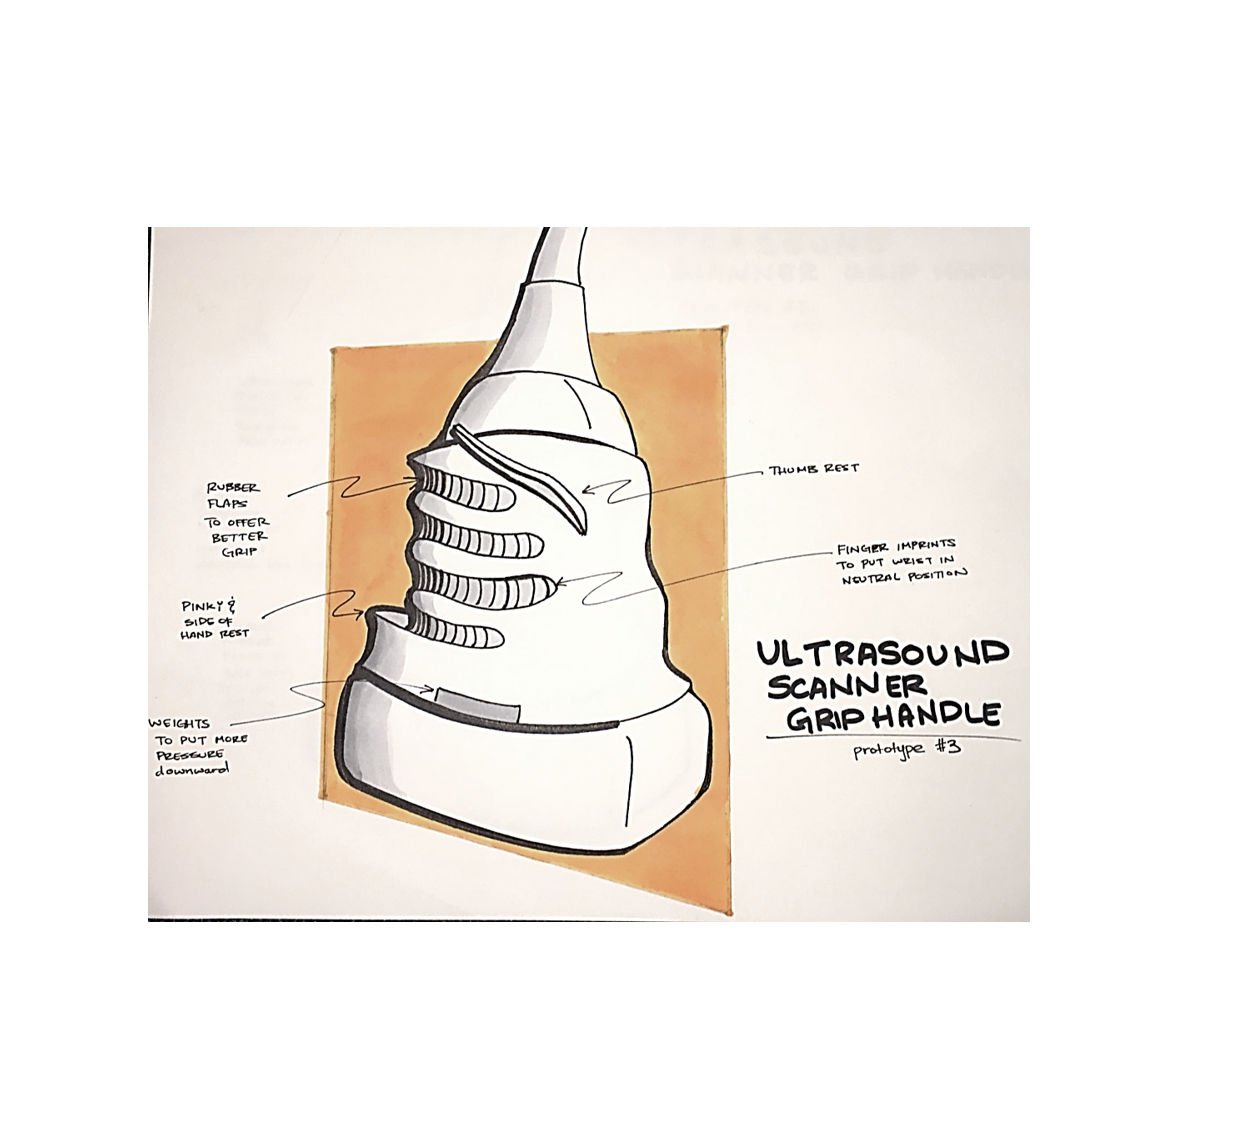 RUBBER
FLAPS
TO OFFER
BETTER
GRIP
PINKY &
SIDE OF
HAND REST
WEIGHTS
TO PUT MORE
PRESSURE
downward
THUMB REST
FINGER IMPRINTS
TO PUT WRIST IN
NEUTRAL POSITION
ULTRASOUND
SCANNER
GRIP HANDLE
prototype #3